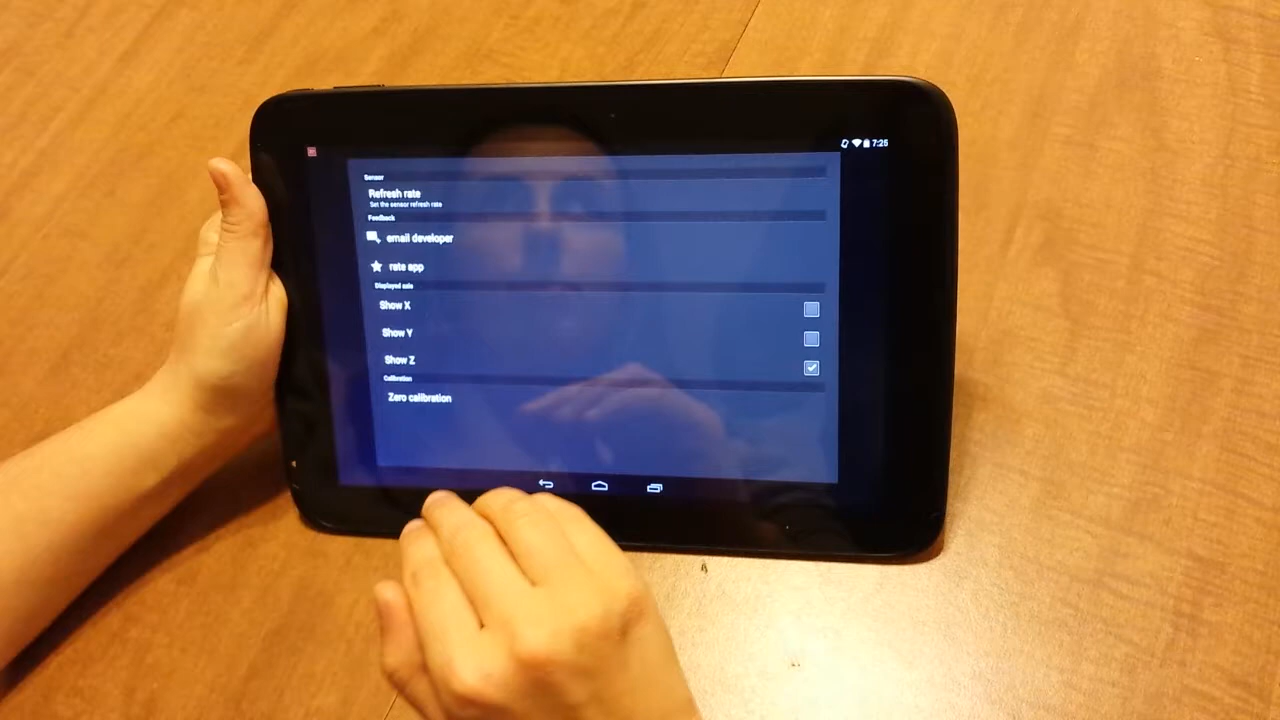 7:25
Sensor
Refresh rate
Set the sensor refresh rate
Feedback
email developer
rate app
Displayed axis
Show X
Show Y
Show Z
Calibration
Zero calibration